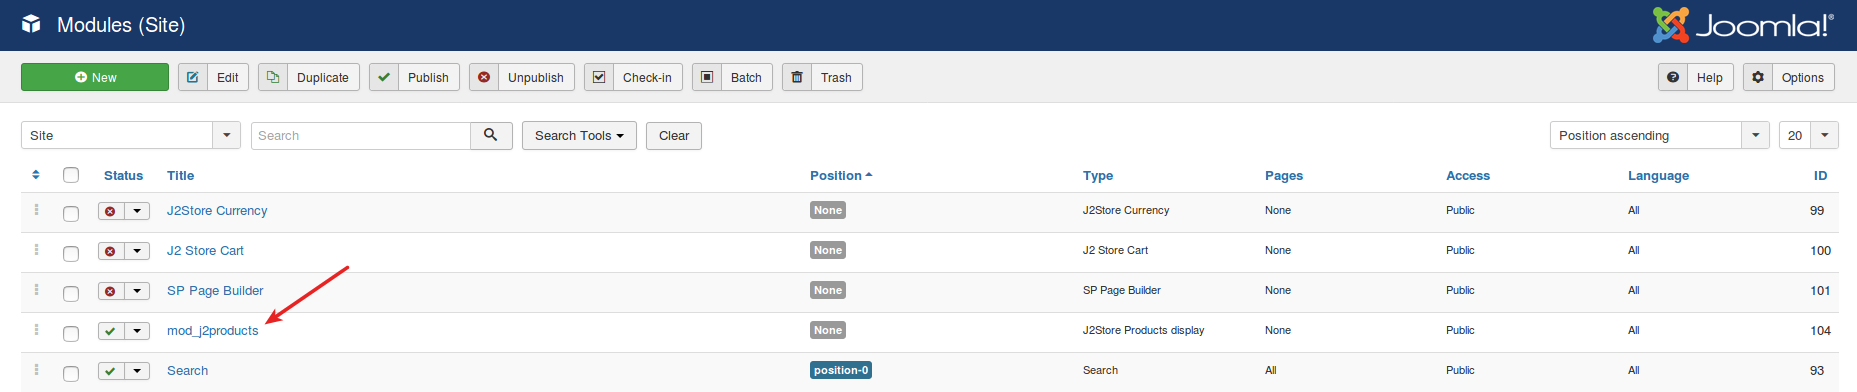 Modules (Site) Joomla!®
New Edit Duplicate Publish Unpublish Check-in Batch Trash Help Options
Site Search Search Tools Clear Position ascending 20
Status Title Position Type Pages Access Language ID
J2Store Currency None J2Store Currency None Public All 99
J2 Store Cart None J2 Store Cart None Public All 100
SP Page Builder None SP Page Builder None Public All 101
mod_j2products None J2Store Products display None Public All 104
Search position-0 Search All Public All 93